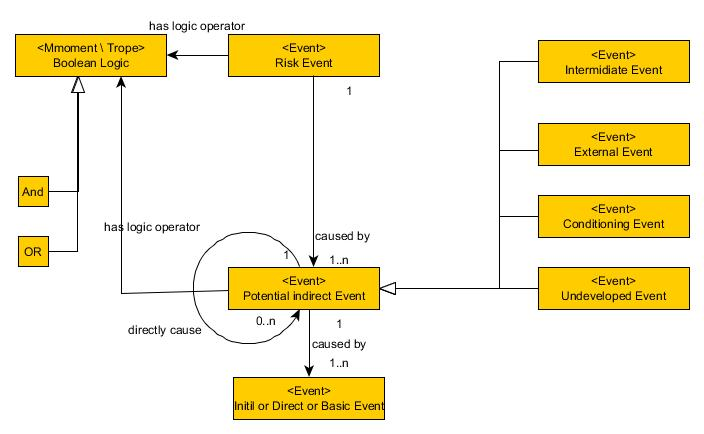 has logic operator
<Mmoment \ Trope>
Boolean Logic
<Event>
Risk Event
1
<Event>
Intermidiate Event
<Event>
External Event
And
<Event>
Conditioning Event
has logic operator
OR
caused by
1
1..n
<Event>
Potential indirect Event
<Event>
Undeveloped Event
0..n
1
directly cause
caused by
1..n
<Event>
Initil or Direct or Basic Event